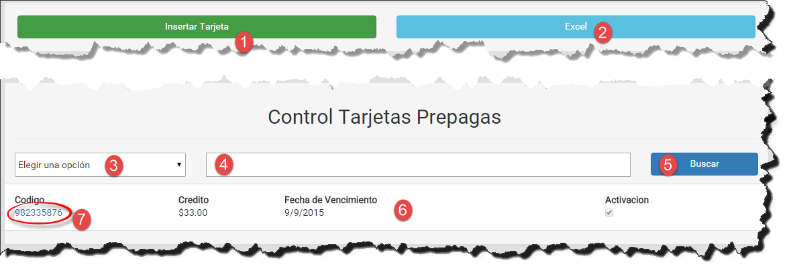 Insertar Tarjeta
1
Excel
2
Control Tarjetas Prepagas
Elegir una opción
3
4
5
Buscar
Codigo Credito Fecha de Vencimiento Activacion
982335876 $33.00 9/9/2015
6
7